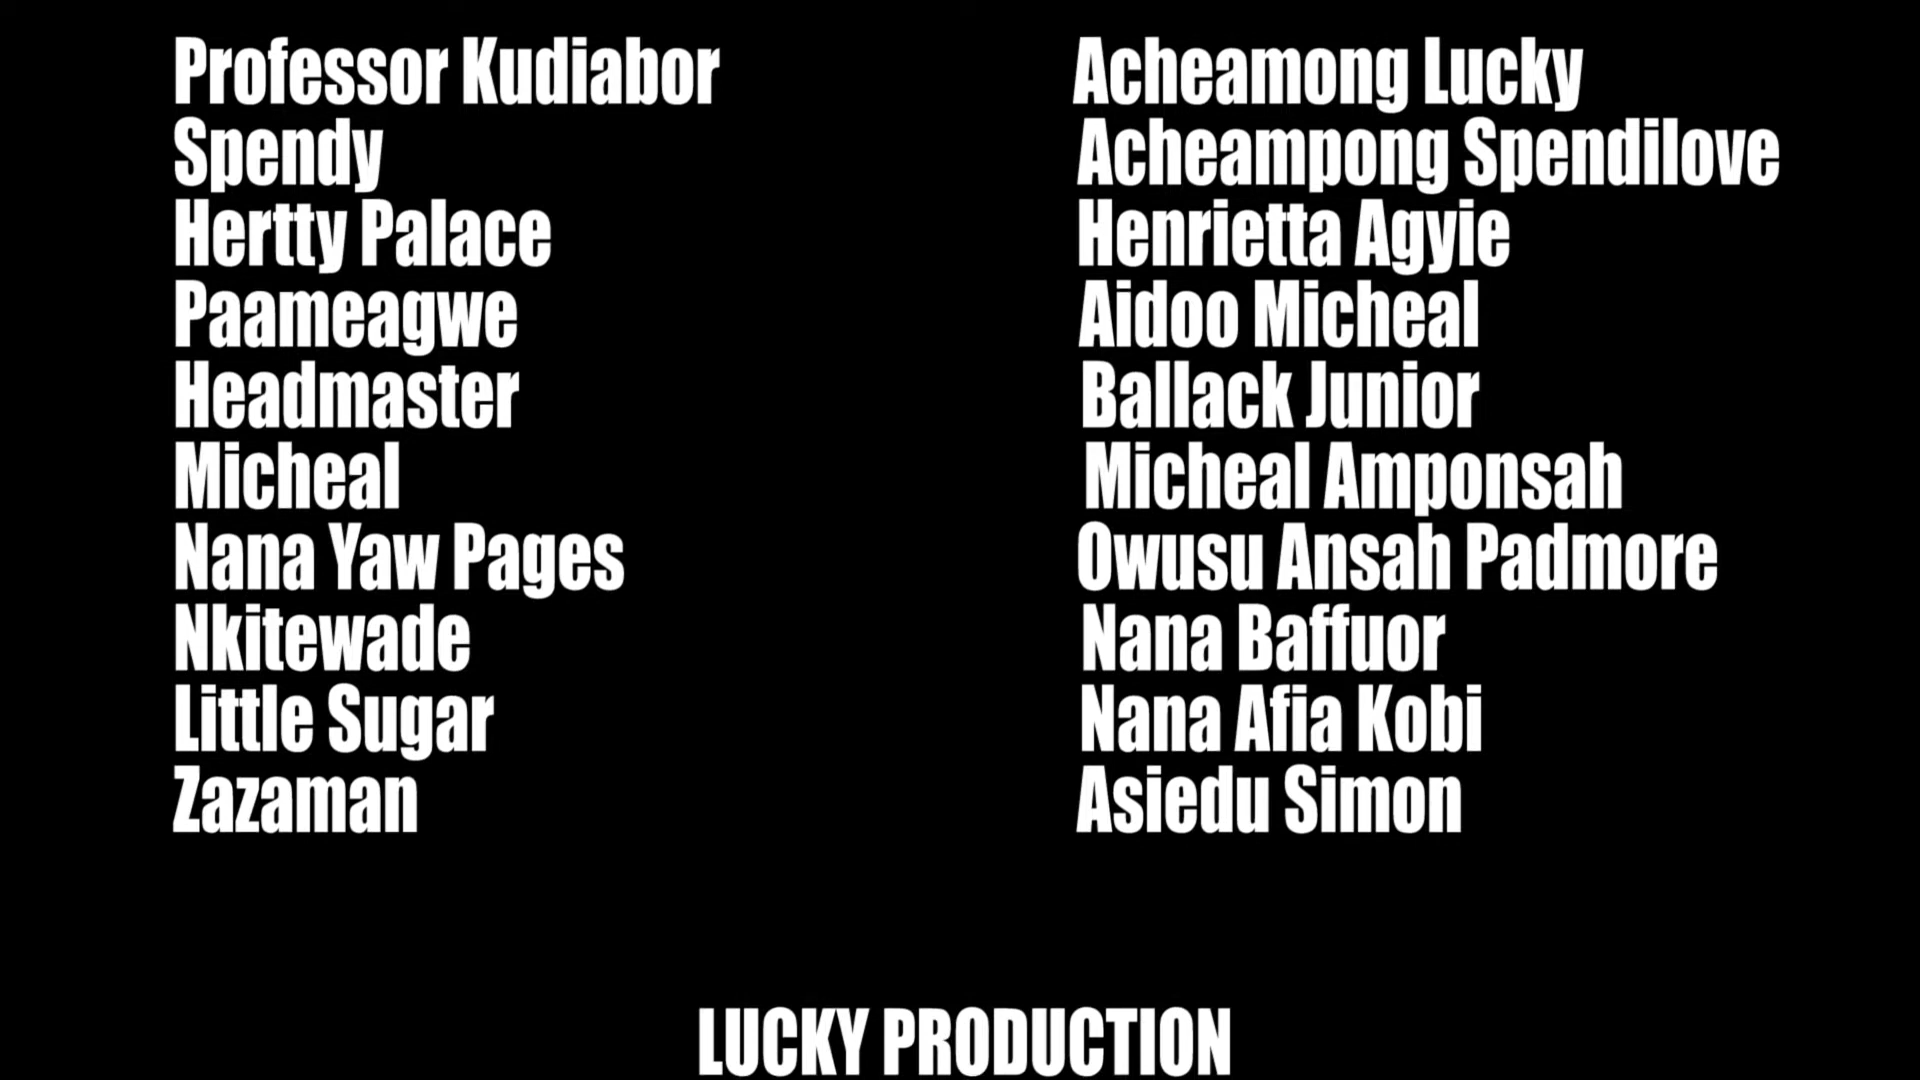 Professor Kudiabor Acheamong Lucky
Spendy Acheampong Spendilove
Hertty Palace Henrietta Agyie
Paameagwe Aidoo Micheal
Headmaster Ballack Junior
Micheal Micheal Amponsah
Nana Yaw Pages Owusu Ansah Padmore
Nkitewade Nana Baffuor
Little Sugar Nana Afia Kobi
Zazaman Asiedu Simon
LUCKY PRODUCTION